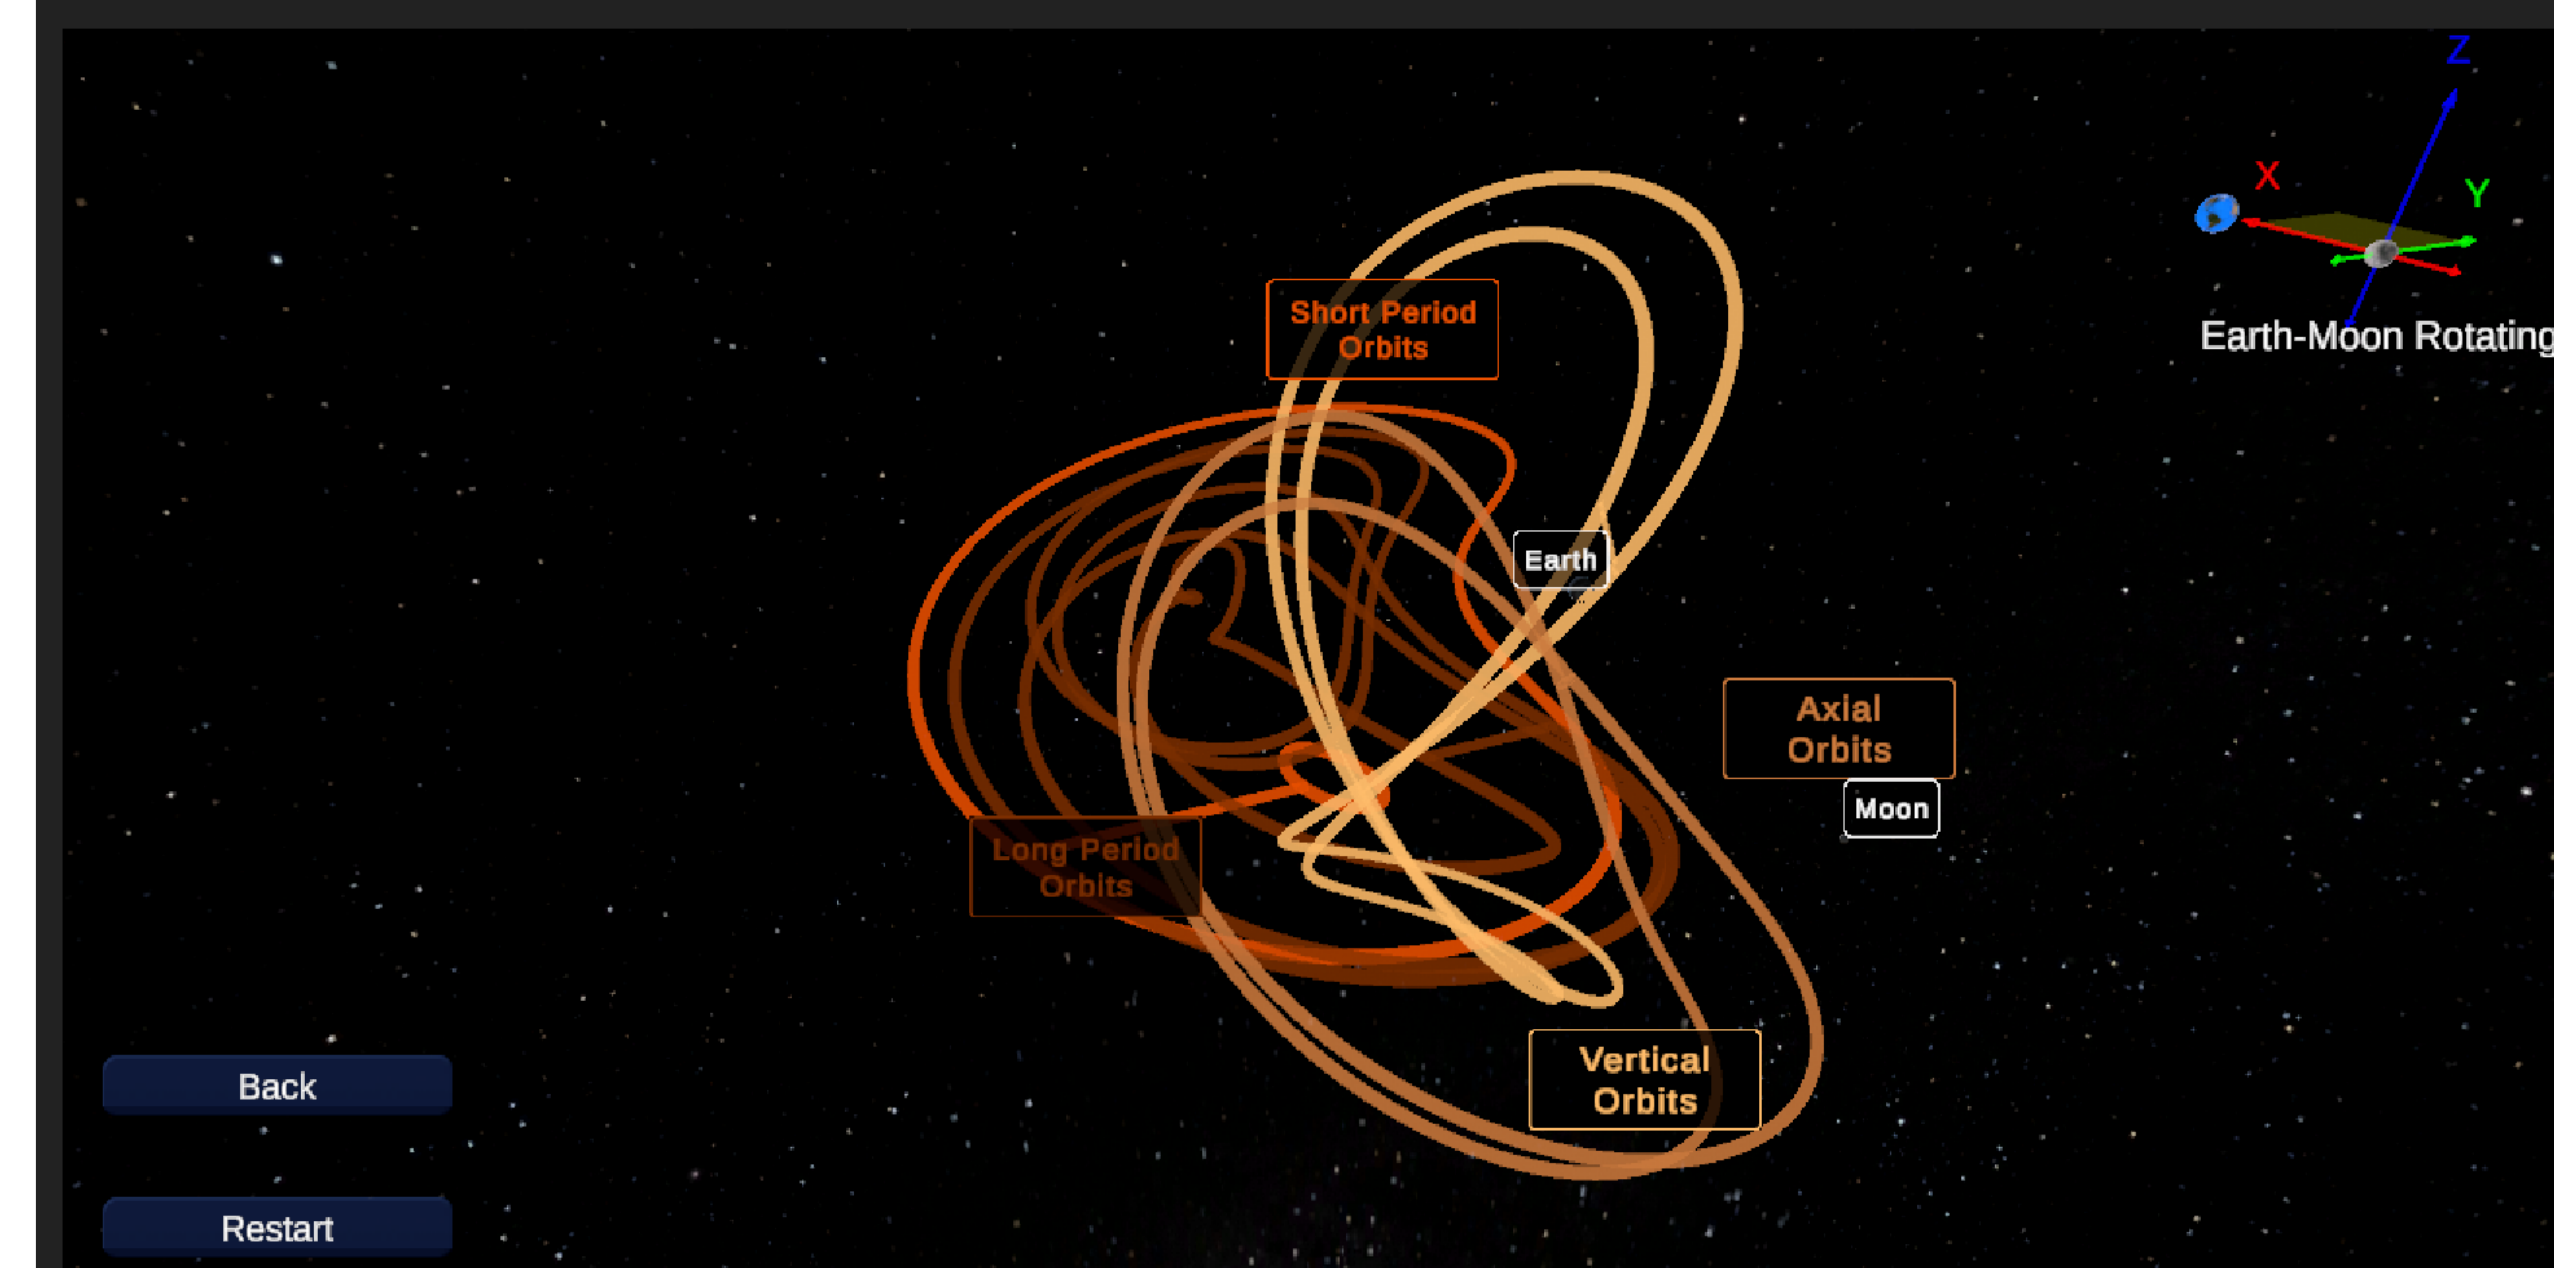 Z
X
Y
Earth-Moon Rotating
Short Period
Orbits
Earth
Axial
Orbits
Moon
Long Period
Orbits
Vertical
Orbits
Back
Restart